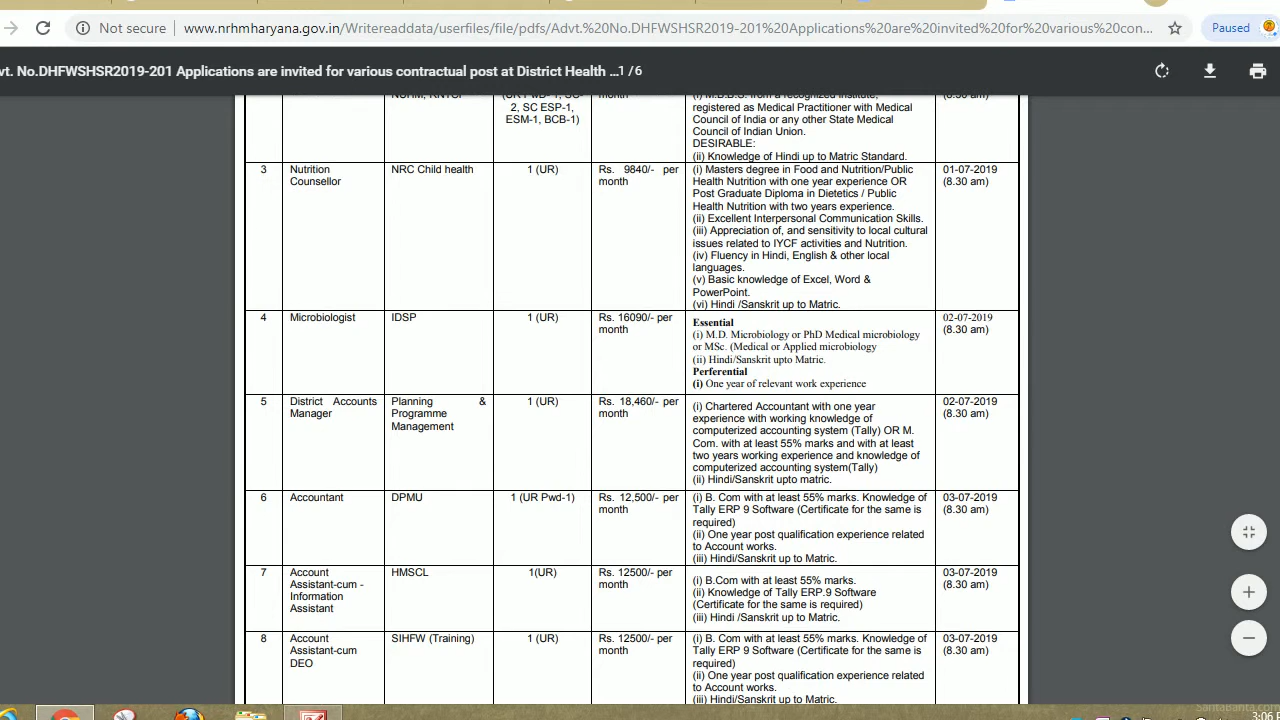 Not secure
www.nrhmharyana.gov.in/Writereaddata/userfiles/file/pdfs/Advt.%20No.DHFWSHSR2019-201%20Applications%20are%20invited%20for%20various%20con...
Paused
vt. No.DHFWSHSR2019-201 Applications are invited for various contractual post at District Health ...1 / 6
2, SC ESP-1,
ESM-1, BCB-1)
month
(i) M.B.B.S. from a recognized institute,
registered as Medical Practitioner with Medical
Council of India or any other State Medical
Council of Indian Union.
DESIRABLE:
(ii) Knowledge of Hindi up to Matric Standard.
(8.30 am)
3
Nutrition
Counsellor
NRC Child health
1 (UR)
Rs. 9840/- per
month
(i) Masters degree in Food and Nutrition/Public
Health Nutrition with one year experience OR
Post Graduate Diploma in Dietetics / Public
Health Nutrition with two years experience.
(ii) Excellent Interpersonal Communication Skills.
(iii) Appreciation of, and sensitivity to local cultural
issues related to IYCF activities and Nutrition.
(iv) Fluency in Hindi, English & other local
languages.
(v) Basic knowledge of Excel, Word &
PowerPoint.
(vi) Hindi /Sanskrit up to Matric.
01-07-2019
(8.30 am)
4
Microbiologist
IDSP
1 (UR)
Rs. 16090/- per
month
Essential
(i) M.D. Microbiology or PhD Medical microbiology
or MSc. (Medical or Applied microbiology
(ii) Hindi/Sanskrit upto Matric.
Perferential
(i) One year of relevant work experience
02-07-2019
(8.30 am)
5
District Accounts
Manager
Planning &
Programme
Management
1 (UR)
Rs. 18,460/- per
month
(i) Chartered Accountant with one year
experience with working knowledge of
computerized accounting system (Tally) OR M.
Com. with at least 55% marks and with at least
two years working experience and knowledge of
computerized accounting system(Tally)
(ii) Hindi/Sanskrit upto matric.
02-07-2019
(8.30 am)
6
Accountant
DPMU
1 (UR Pwd-1)
Rs. 12,500/- per
month
(i) B. Com with at least 55% marks. Knowledge of
Tally ERP 9 Software (Certificate for the same is
required)
(ii) One year post qualification experience related
to Account works.
(iii) Hindi/Sanskrit up to Matric.
03-07-2019
(8.30 am)
7
Account
Assistant-cum -
Information
Assistant
HMSCL
1(UR)
Rs. 12500/- per
month
(i) B.Com with at least 55% marks.
(ii) Knowledge of Tally ERP.9 Software
(Certificate for the same is required)
(iii) Hindi /Sanskrit up to Matric.
03-07-2019
(8.30 am)
8
Account
Assistant-cum
DEO
SIHFW (Training)
1 (UR)
Rs. 12500/- per
month
(i) B. Com with at least 55% marks. Knowledge of
Tally ERP 9 Software (Certificate for the same is
required)
(ii) One year post qualification experience related
to Account works.
(iii) Hindi/Sanskrit up to Matric.
03-07-2019
(8.30 am)
SantaBanta.com
3:06